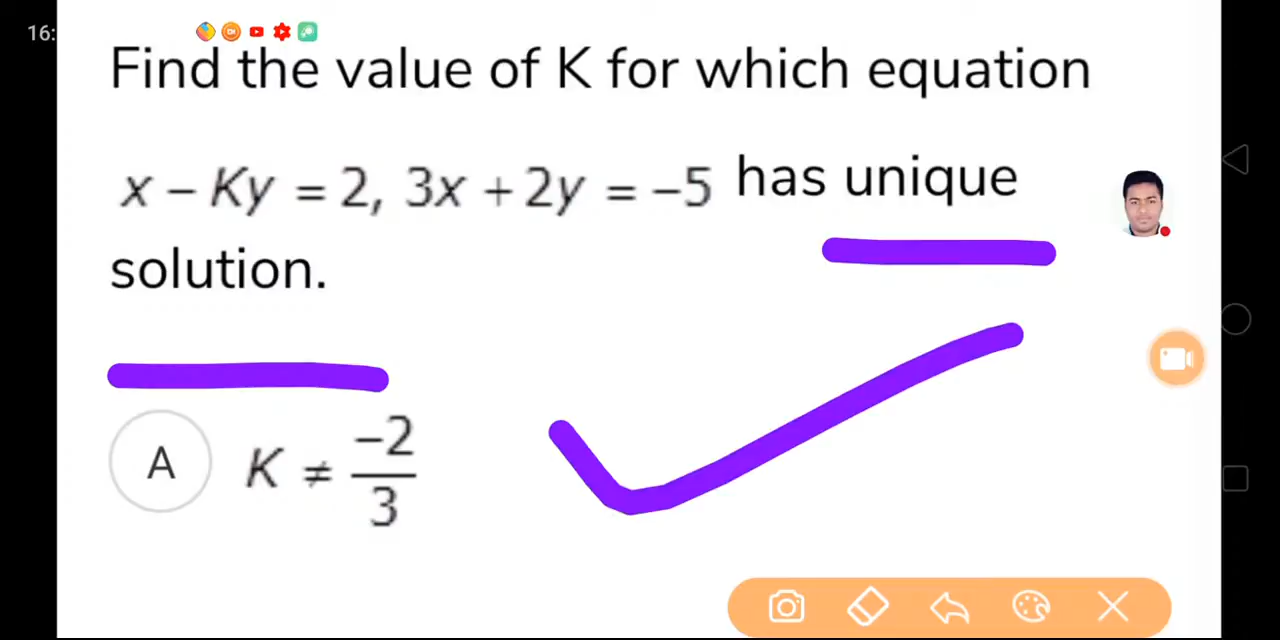 16:
Find the value of K for which equation
x − Ky = 2, 3x + 2y = −5 has unique
solution.
A K ≠ −2/3